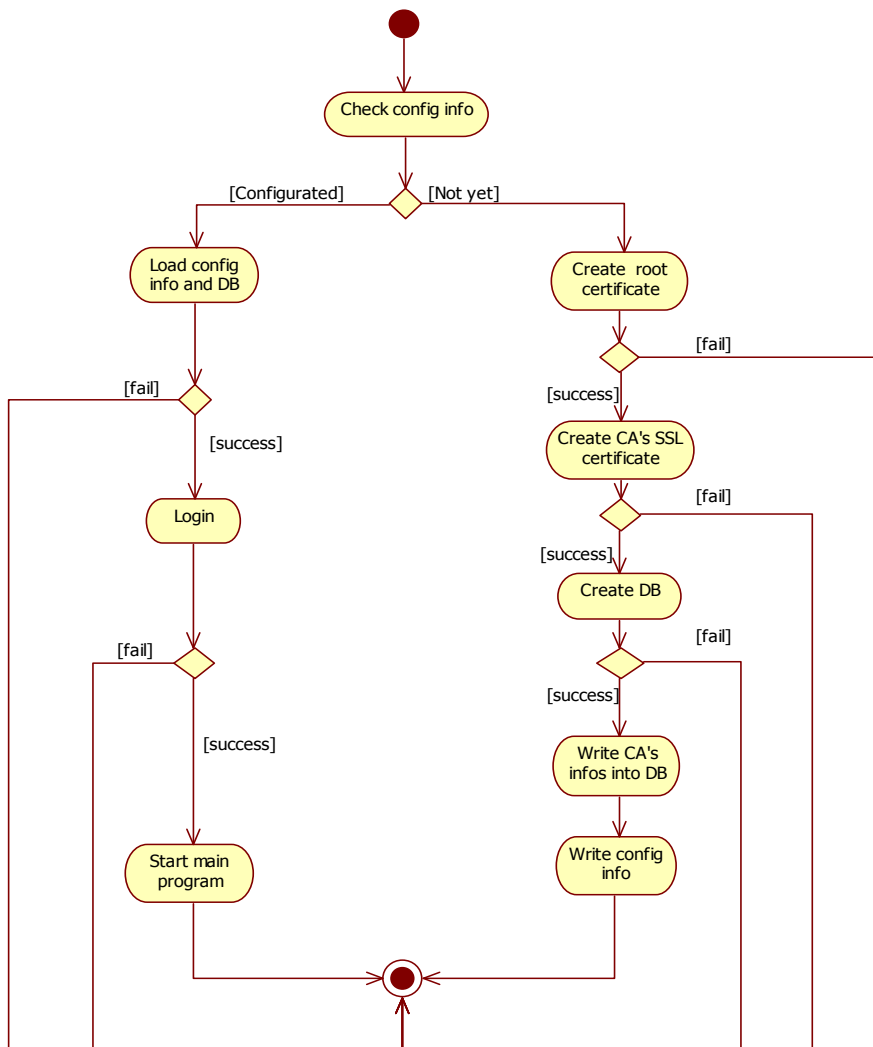 Check config info
[Configurated]
[Not yet]
Load config
info and DB
Create  root
certificate
[fail]
[fail]
[success]
[success]
Create CA's SSL
certificate
[fail]
Login
[success]
Create DB
[fail]
[fail]
[success]
[success]
Write CA's
infos into DB
Start main
program
Write config
info